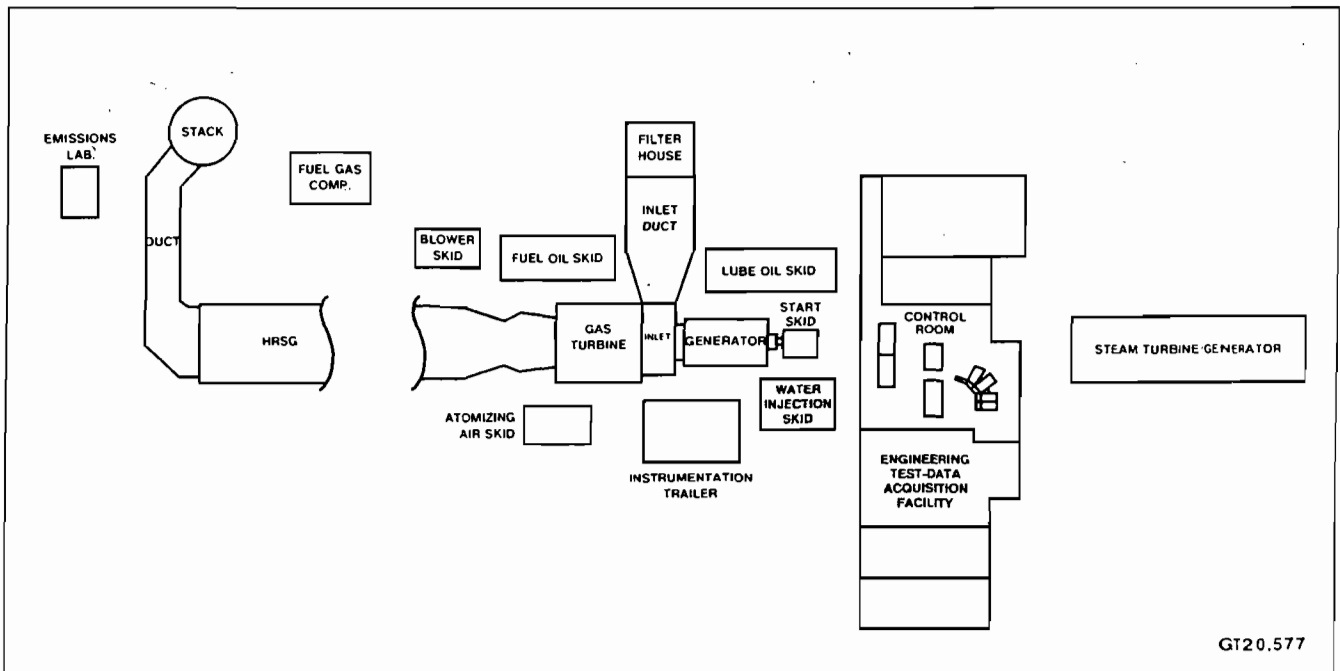 EMISSIONS
LAB.
STACK
DUCT
HRSG
FUEL GAS
COMP.
BLOWER
SKID
FUEL OIL SKID
FILTER
HOUSE
INLET
DUCT
LUBE OIL SKID
GAS
TURBINE
INLET
GENERATOR
START
SKID
ATOMIZING
AIR SKID
INSTRUMENTATION
TRAILER
WATER
INJECTION
SKID
CONTROL
ROOM
ENGINEERING
TEST-DATA
ACQUISITION
FACILITY
STEAM TURBINE-GENERATOR
GT20.577